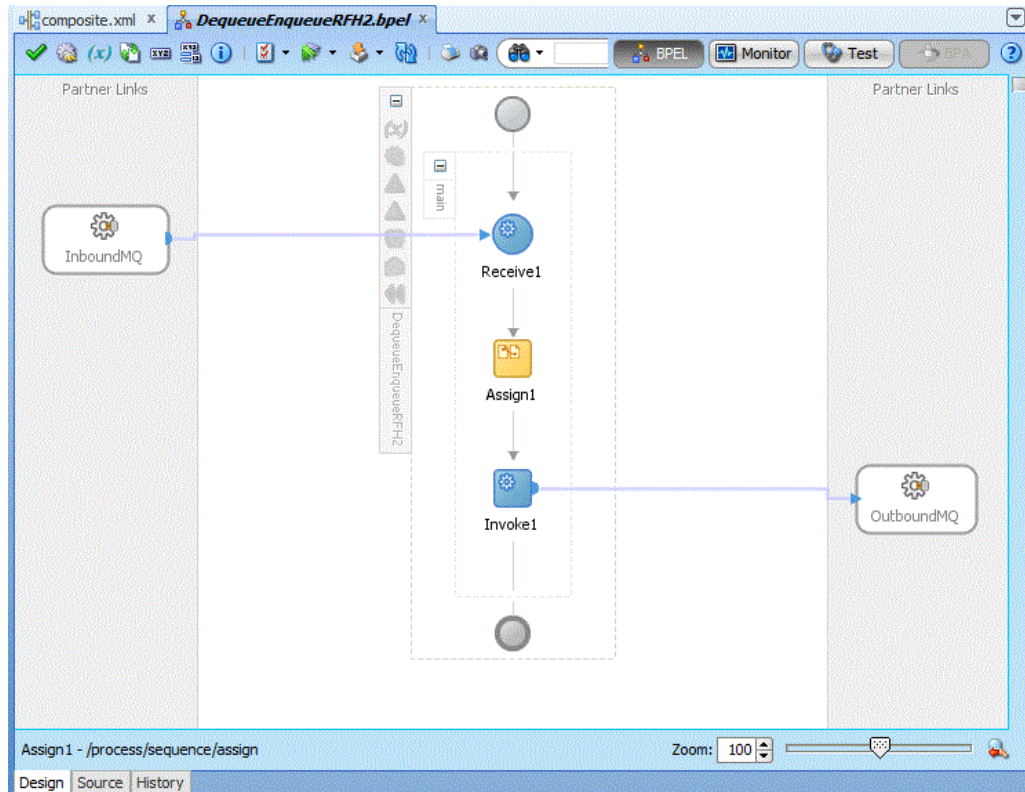 composite.xml x DequeueEnqueueRFH2.bpel x
(x) XYZ BPEL Monitor Test BPA
Partner Links
Partner Links
(x)
main
InboundMQ
Receive1
DequeueEnqueueRFH2
Assign1
Invoke1
OutboundMQ
Assign1 - /process/sequence/assign
Zoom: 100
Design Source History